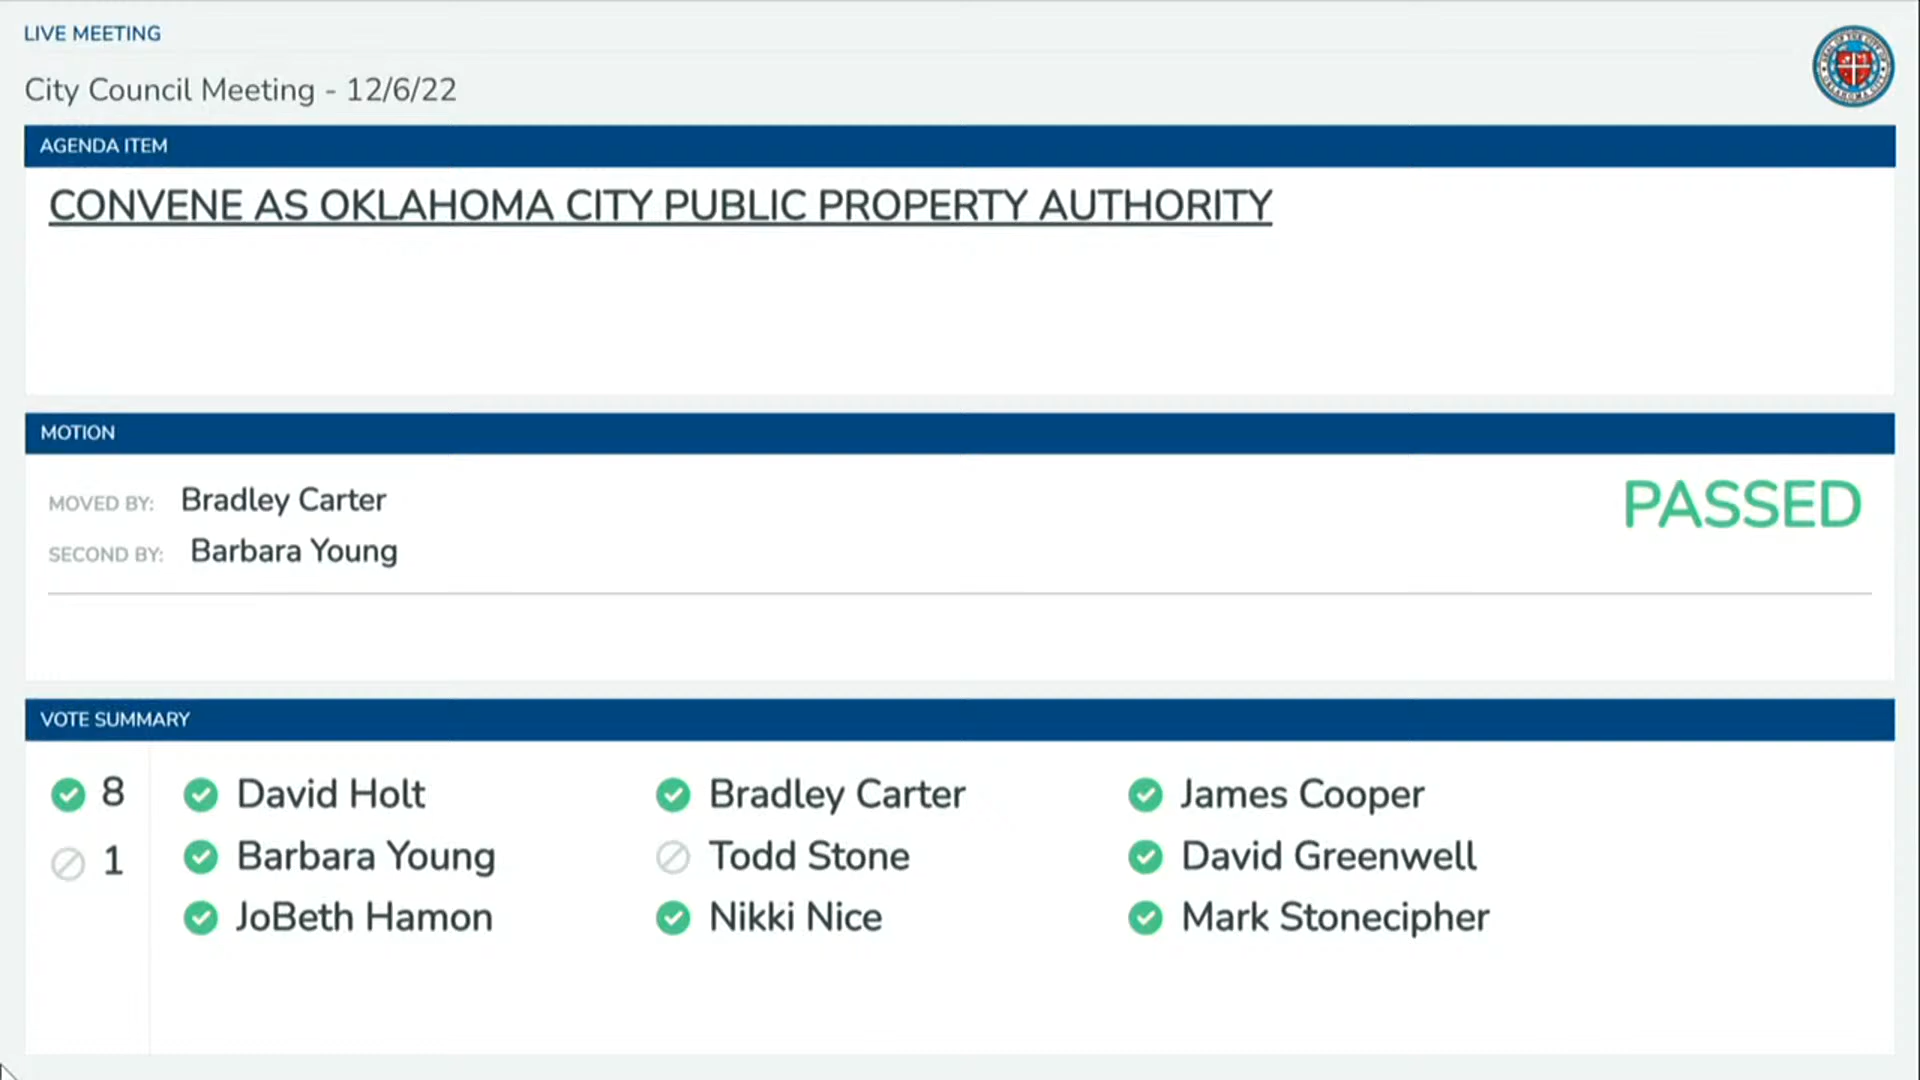 LIVE MEETING
City Council Meeting - 12/6/22
AGENDA ITEM
CONVENE AS OKLAHOMA CITY PUBLIC PROPERTY AUTHORITY
MOTION
MOVED BY: Bradley Carter
PASSED
SECOND BY: Barbara Young
VOTE SUMMARY
8 David Holt Bradley Carter James Cooper
1 Barbara Young Todd Stone David Greenwell
JoBeth Hamon Nikki Nice Mark Stonecipher